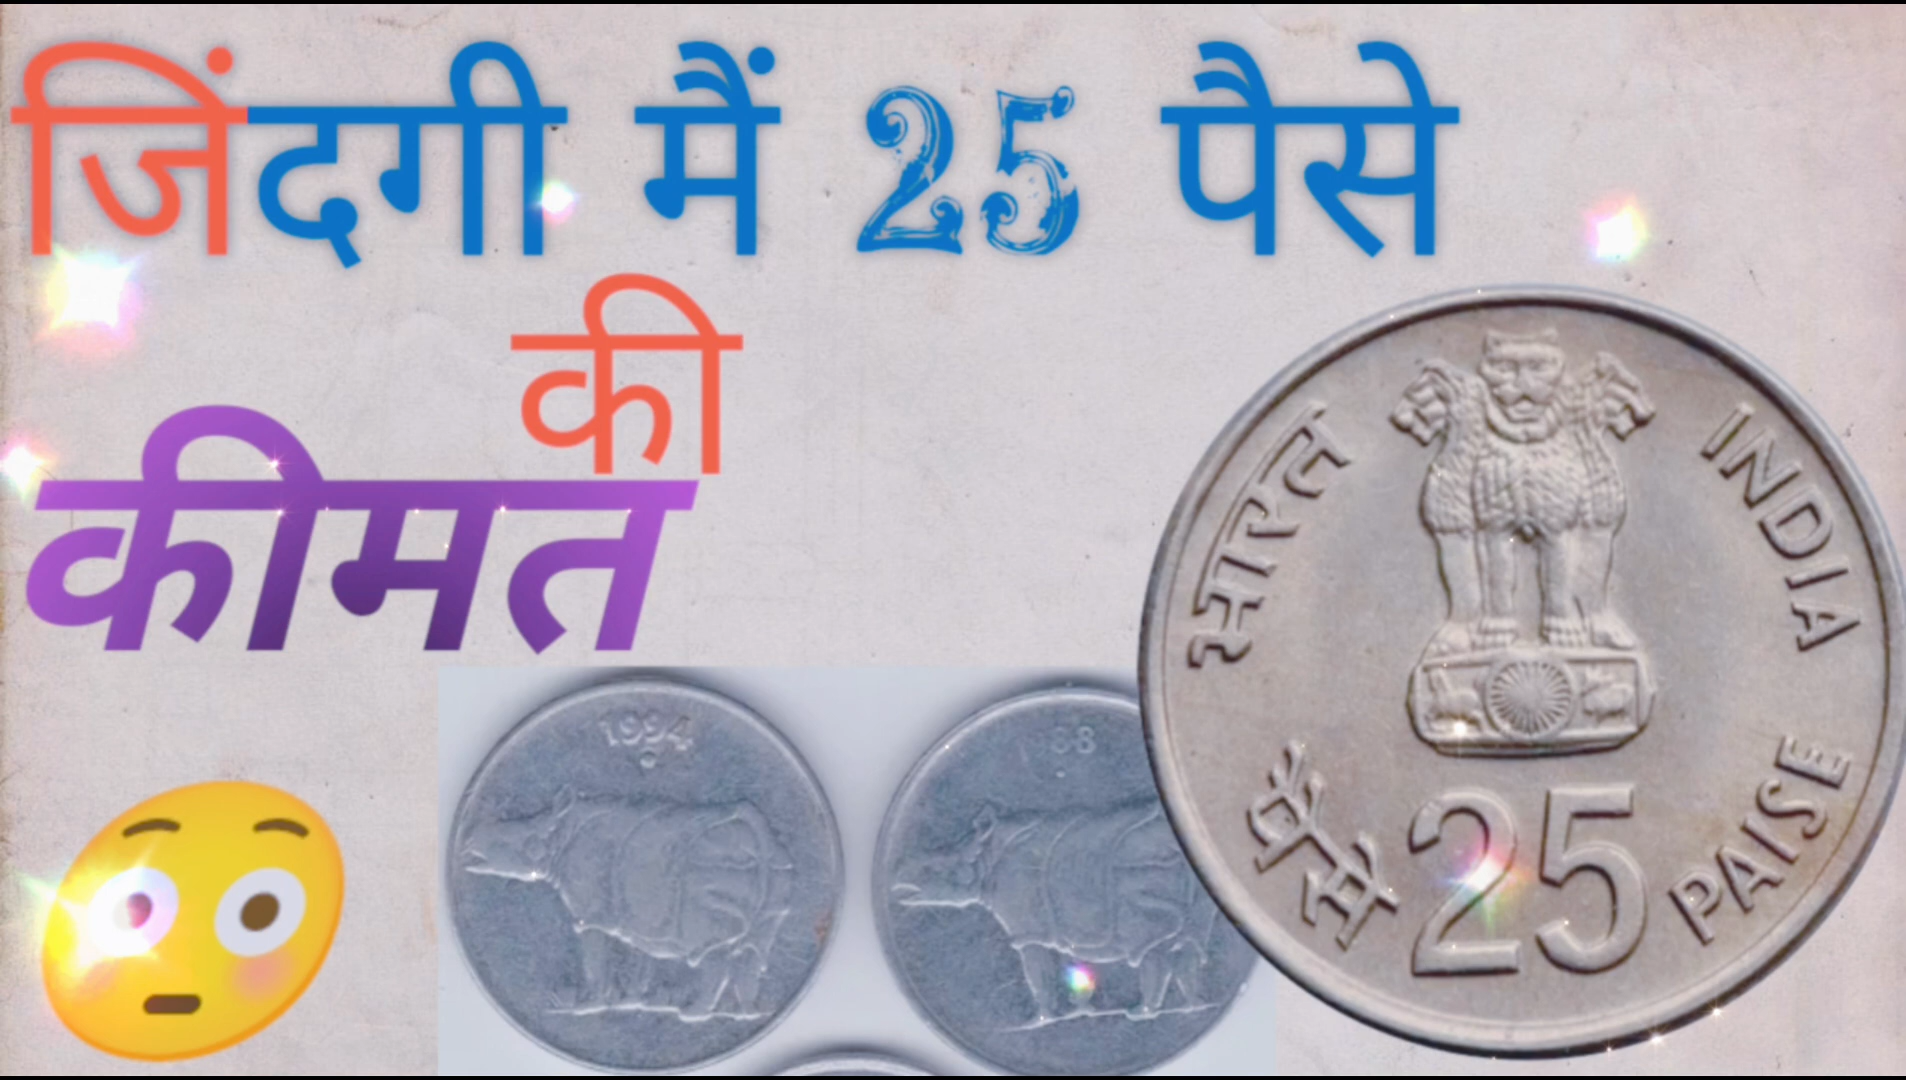 जिंदगी मैं 25 पैसे
की
कीमत
भारत INDIA
पैसे 25 PAISE
1994
88